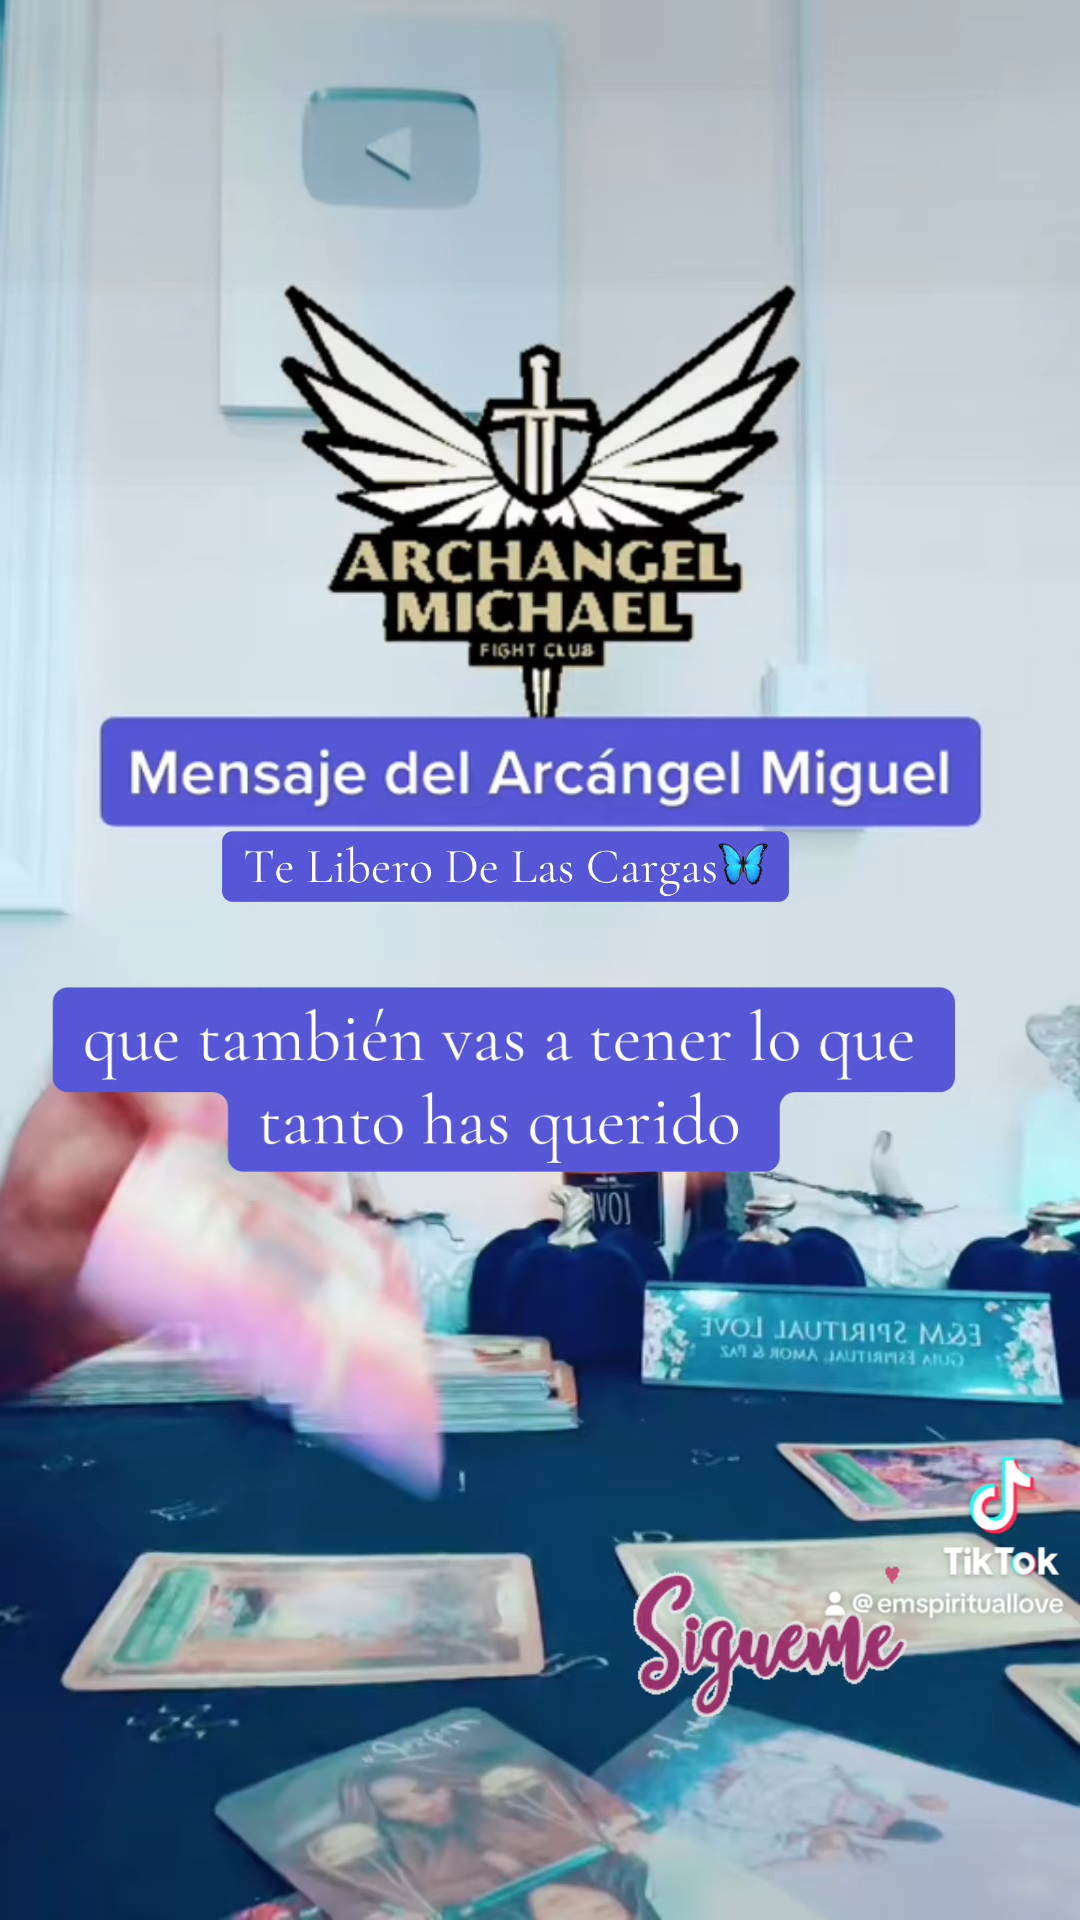 ARCHANGEL
MICHAEL
FIGHT CLUB
Mensaje del Arcángel Miguel
Te Libero De Las Cargas🦋
que también vas a tener lo que
tanto has querido
E&M SPIRITUAL LOVE
GUIA ESPIRITUAL, AMOR & PAZ
TikTok
@emspirituallove
Sigueme